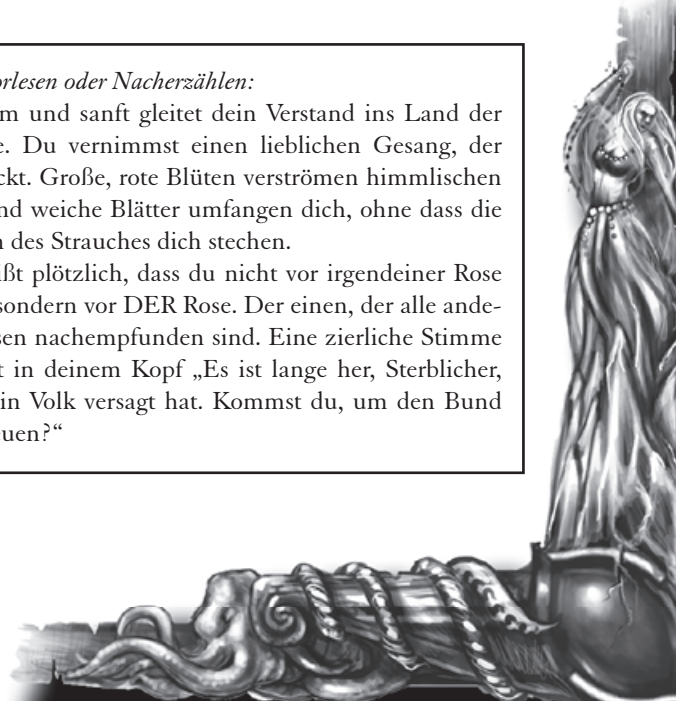 orlesen oder Nacherzählen:
m und sanft gleitet dein Verstand ins Land der
e. Du vernimmst einen lieblichen Gesang, der
ckt. Große, rote Blüten verströmen himmlischen
nd weiche Blätter umfangen dich, ohne dass die
n des Strauches dich stechen.
ißt plötzlich, dass du nicht vor irgendeiner Rose
sondern vor DER Rose. Der einen, der alle ande-
sen nachempfunden sind. Eine zierliche Stimme
t in deinem Kopf „Es ist lange her, Sterblicher,
in Volk versagt hat. Kommst du, um den Bund
euen?“